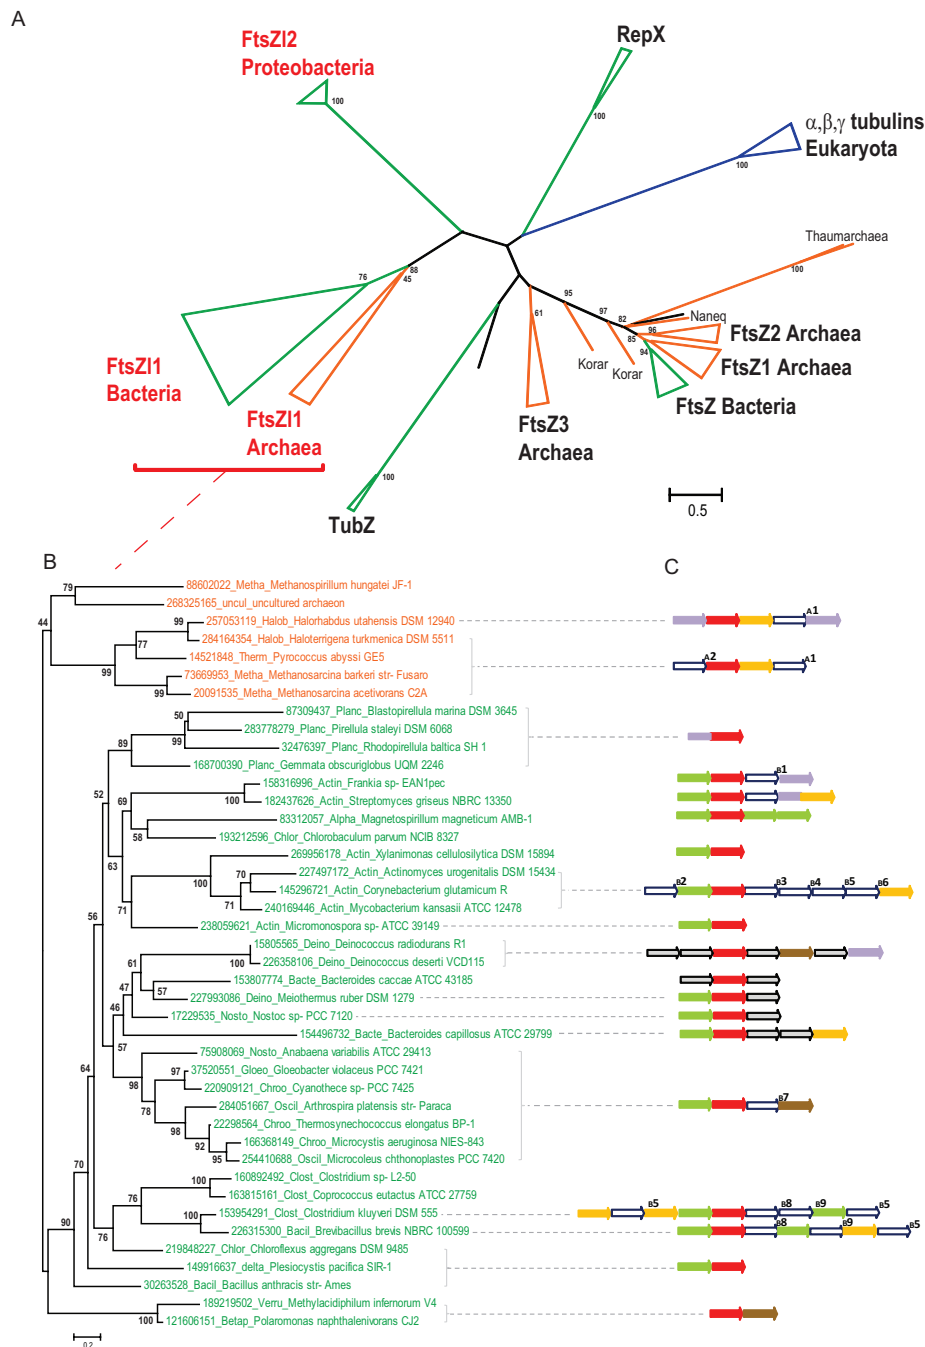 A
FtsZl2
Proteobacteria
100
RepX
100
α,β,γ tubulins
Eukaryota
100
Thaumarchaea
100
76
88
45
95
61
97
82
Naneq
96
85
94
FtsZ2 Archaea
FtsZ1 Archaea
FtsZ Bacteria
Korar
Korar
FtsZl1
Bacteria
FtsZl1
Archaea
FtsZ3
Archaea
100
TubZ
0.5
B
C
79
88602022_Metha_Methanospirillum hungatei JF-1
268325165_uncul_uncultured archaeon
44
99
257053119_Halob_Halorhabdus utahensis DSM 12940
A1
77
284164354_Halob_Haloterrigena turkmenica DSM 5511
14521848_Therm_Pyrococcus abyssi GE5
A2
A1
99
73669953_Metha_Methanosarcina barkeri str- Fusaro
99
20091535_Metha_Methanosarcina acetivorans C2A
50
87309437_Planc_Blastopirellula marina DSM 3645
283778279_Planc_Pirellula staleyi DSM 6068
99
32476397_Planc_Rhodopirellula baltica SH 1
89
168700390_Planc_Gemmata obscuriglobus UQM 2246
52
158316996_Actin_Frankia sp- EAN1pec
B1
69
100
182437626_Actin_Streptomyces griseus NBRC 13350
83312057_Alpha_Magnetospirillum magneticum AMB-1
58
193212596_Chlor_Chlorobaculum parvum NCIB 8327
63
269956178_Actin_Xylanimonas cellulosilytica DSM 15894
100
70
227497172_Actin_Actinomyces urogenitalis DSM 15434
145296721_Actin_Corynebacterium glutamicum R
B2
B3
B4
B5
B6
71
71
240169446_Actin_Mycobacterium kansasii ATCC 12478
56
238059621_Actin_Micromonospora sp- ATCC 39149
15805565_Deino_Deinococcus radiodurans R1
61
100
226358106_Deino_Deinococcus deserti VCD115
153807774_Bacte_Bacteroides caccae ATCC 43185
47
57
227993086_Deino_Meiothermus ruber DSM 1279
46
17229535_Nosto_Nostoc sp- PCC 7120
154496732_Bacte_Bacteroides capillosus ATCC 29799
57
75908069_Nosto_Anabaena variabilis ATCC 29413
64
98
97
37520551_Gloeo_Gloeobacter violaceus PCC 7421
220909121_Chroo_Cyanothece sp- PCC 7425
78
284051667_Oscil_Arthrospira platensis str- Paraca
B7
98
22298564_Chroo_Thermosynechococcus elongatus BP-1
92
166368149_Chroo_Microcystis aeruginosa NIES-843
95
254410688_Oscil_Microcoleus chthonoplastes PCC 7420
70
100
160892492_Clost_Clostridium sp- L2-50
76
163815161_Clost_Coprococcus eutactus ATCC 27759
100
153954291_Clost_Clostridium kluyveri DSM 555
B5
B8
B9
B5
90
76
226315300_Bacil_Brevibacillus brevis NBRC 100599
B8
B9
B5
219848227_Chlor_Chloroflexus aggregans DSM 9485
149916637_delta_Plesiocystis pacifica SIR-1
30263528_Bacil_Bacillus anthracis str- Ames
189219502_Verru_Methylacidiphilum infernorum V4
100
121606151_Betap_Polaromonas naphthalenivorans CJ2
0.2